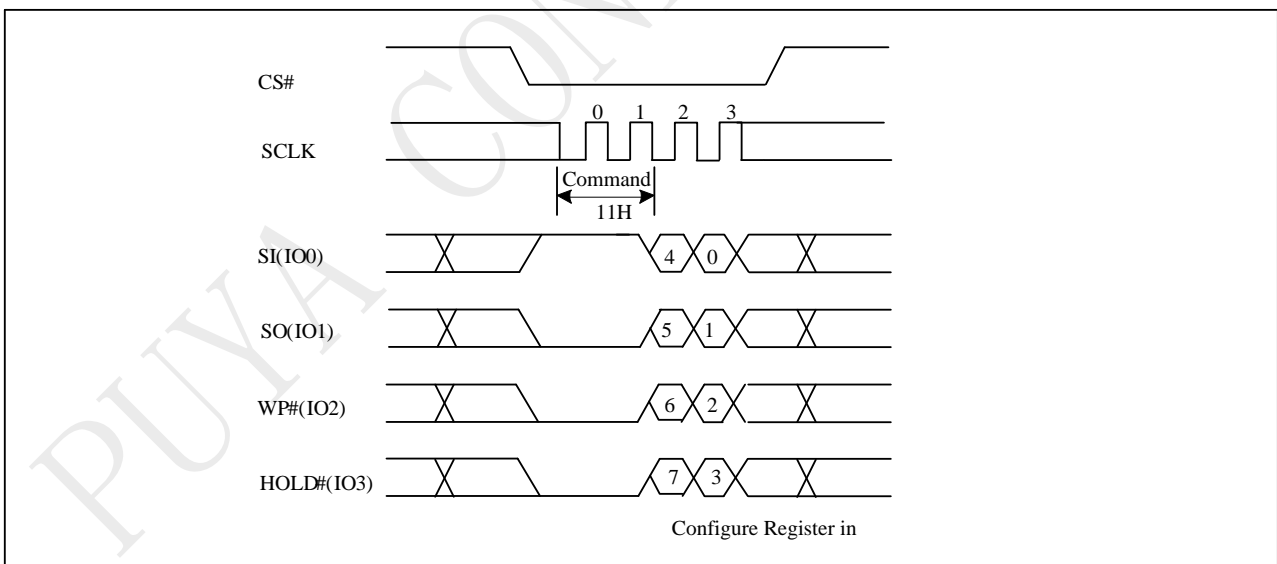 CS#
0 1 2 3
SCLK
Command
11H
SI(IO0) 4 0
SO(IO1) 5 1
WP#(IO2) 6 2
HOLD#(IO3) 7 3
Configure Register in
PUYA CON